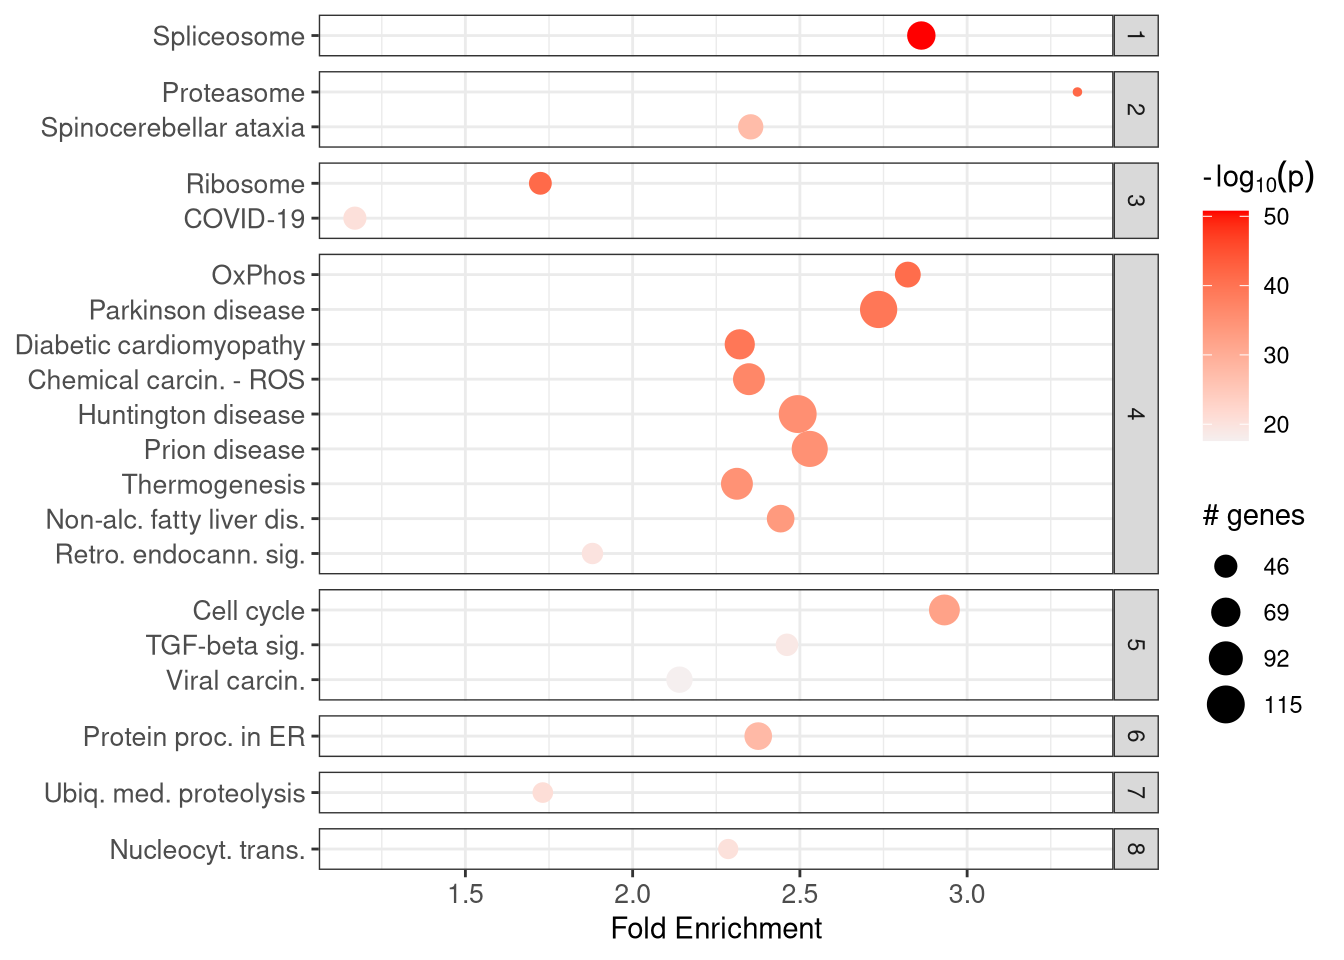 Spliceosome
1
Proteasome
Spinocerebellar ataxia
2
Ribosome
COVID-19
3
OxPhos
Parkinson disease
Diabetic cardiomyopathy
Chemical carcin. - ROS
Huntington disease
Prion disease
Thermogenesis
Non-alc. fatty liver dis.
Retro. endocann. sig.
4
Cell cycle
TGF-beta sig.
Viral carcin.
5
Protein proc. in ER
6
Ubiq. med. proteolysis
7
Nucleocyt. trans.
8
1.5 2.0 2.5 3.0
Fold Enrichment
-log₁₀(p)
50
40
30
20
# genes
46
69
92
115